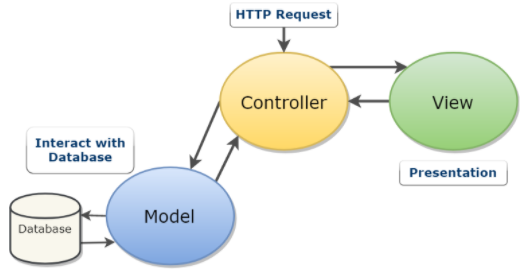 HTTP Request
Controller
View
Interact with
Database
Presentation
Model
Database